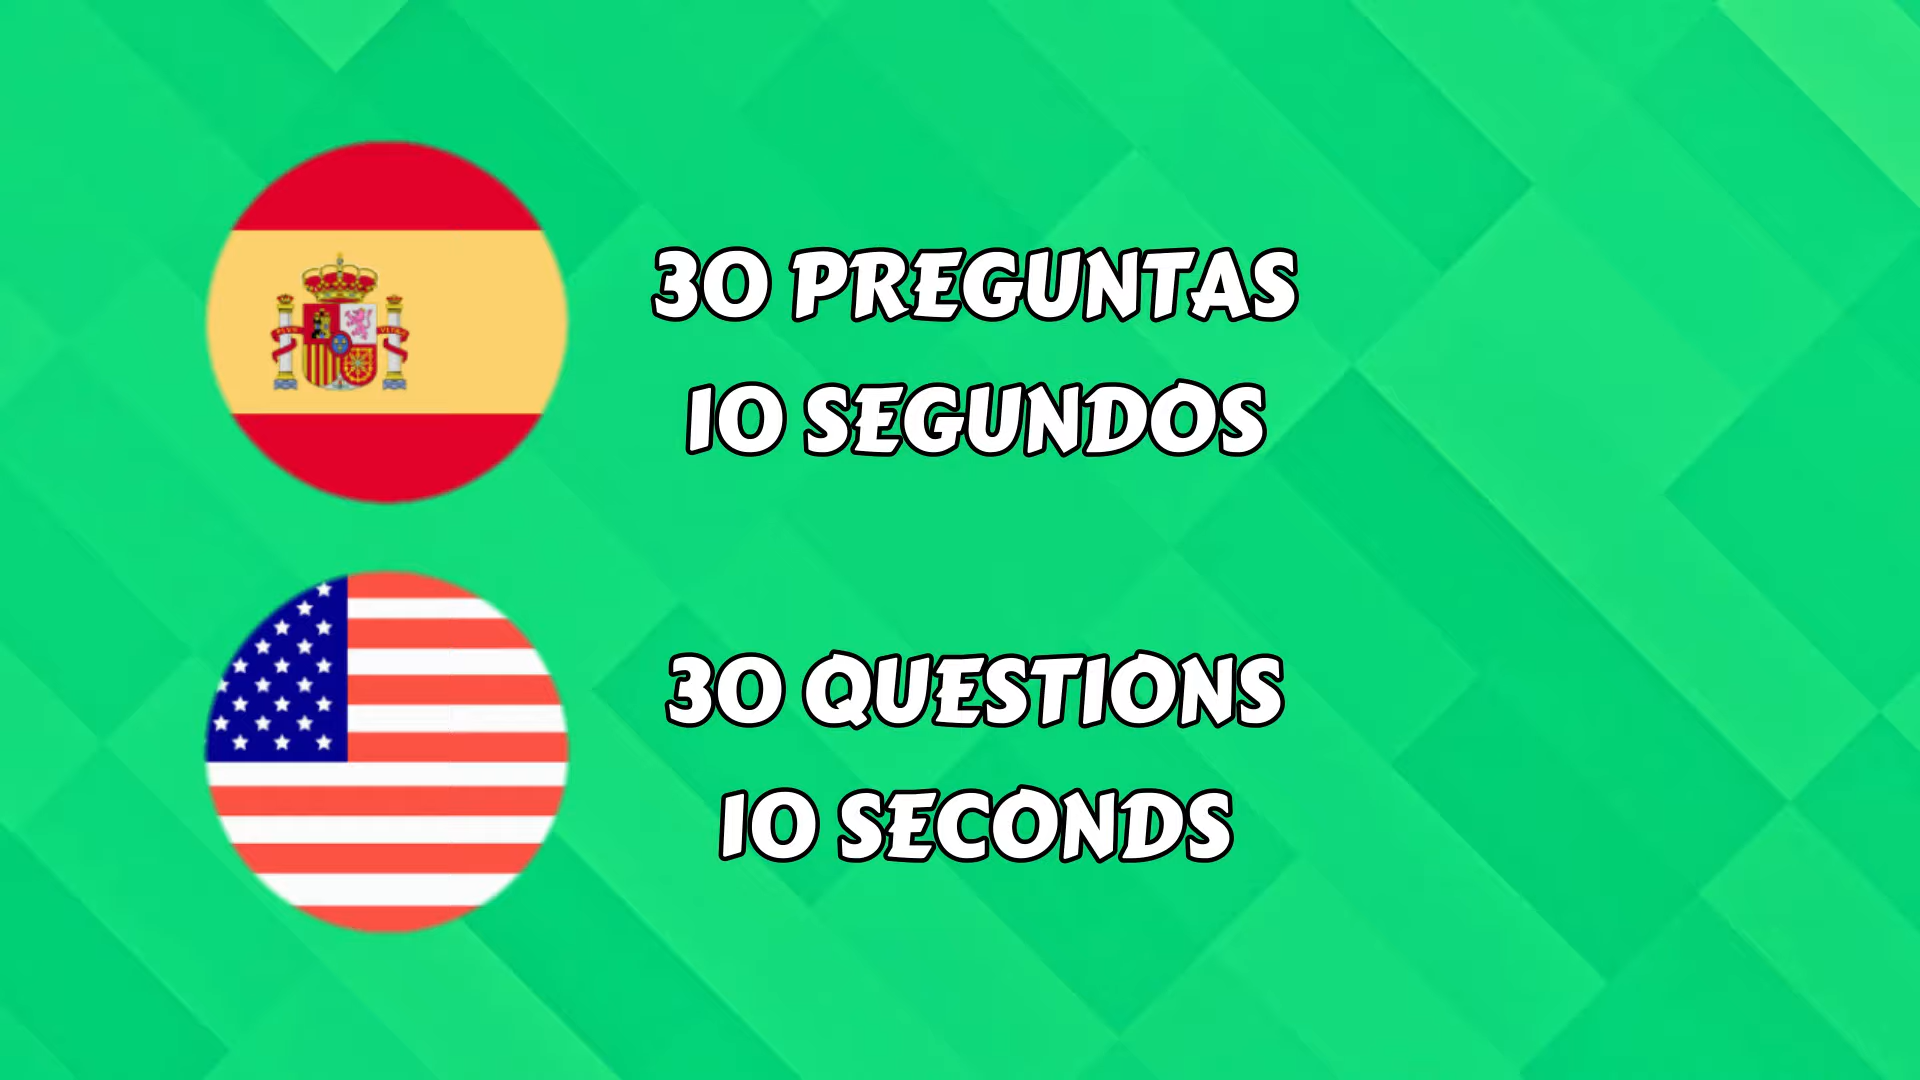 30 PREGUNTAS
10 SEGUNDOS
30 QUESTIONS
10 SECONDS